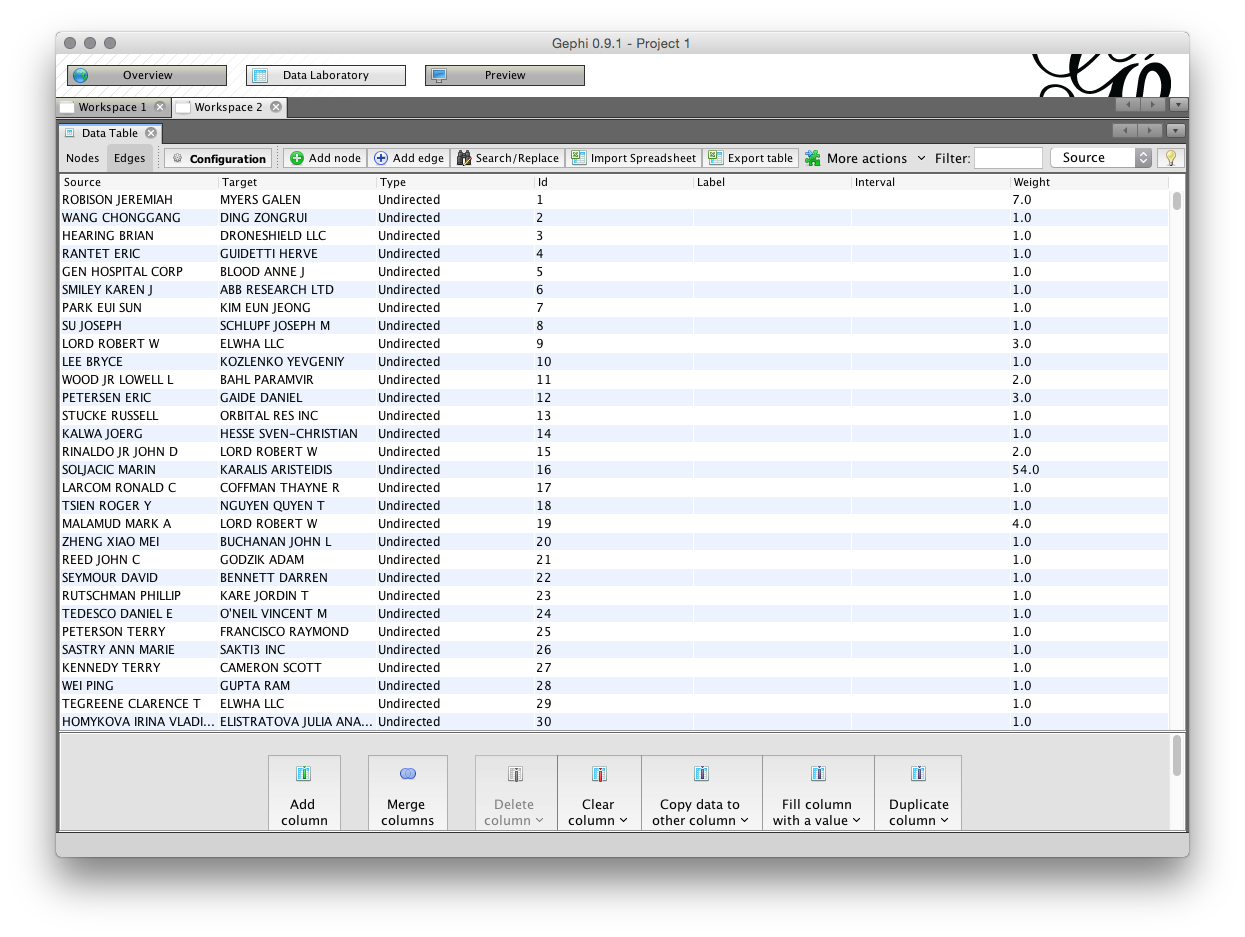 Gephi 0.9.1 - Project 1
Overview Data Laboratory Preview
Workspace 1 Workspace 2
Data Table
Nodes Edges Configuration Add node Add edge Search/Replace Import Spreadsheet Export table More actions Filter: Source
Source Target Type Id Label Interval Weight
ROBISON JEREMIAH MYERS GALEN Undirected 1 7.0
WANG CHONGGANG DING ZONGRUI Undirected 2 1.0
HEARING BRIAN DRONESHIELD LLC Undirected 3 1.0
RANTET ERIC GUIDETTI HERVE Undirected 4 1.0
GEN HOSPITAL CORP BLOOD ANNE J Undirected 5 1.0
SMILEY KAREN J ABB RESEARCH LTD Undirected 6 1.0
PARK EUI SUN KIM EUN JEONG Undirected 7 1.0
SU JOSEPH SCHLUPF JOSEPH M Undirected 8 1.0
LORD ROBERT W ELWHA LLC Undirected 9 3.0
LEE BRYCE KOZLENKO YEVGENIY Undirected 10 1.0
WOOD JR LOWELL L BAHL PARAMVIR Undirected 11 2.0
PETERSEN ERIC GAIDE DANIEL Undirected 12 3.0
STUCKE RUSSELL ORBITAL RES INC Undirected 13 1.0
KALWA JOERG HESSE SVEN-CHRISTIAN Undirected 14 1.0
RINALDO JR JOHN D LORD ROBERT W Undirected 15 2.0
SOLJACIC MARIN KARALIS ARISTEIDIS Undirected 16 54.0
LARCOM RONALD C COFFMAN THAYNE R Undirected 17 1.0
TSIEN ROGER Y NGUYEN QUYEN T Undirected 18 1.0
MALAMUD MARK A LORD ROBERT W Undirected 19 4.0
ZHENG XIAO MEI BUCHANAN JOHN L Undirected 20 1.0
REED JOHN C GODZIK ADAM Undirected 21 1.0
SEYMOUR DAVID BENNETT DARREN Undirected 22 1.0
RUTSCHMAN PHILLIP KARE JORDIN T Undirected 23 1.0
TEDESCO DANIEL E O'NEIL VINCENT M Undirected 24 1.0
PETERSON TERRY FRANCISCO RAYMOND Undirected 25 1.0
SASTRY ANN MARIE SAKTI3 INC Undirected 26 1.0
KENNEDY TERRY CAMERON SCOTT Undirected 27 1.0
WEI PING GUPTA RAM Undirected 28 1.0
TEGREENE CLARENCE T ELWHA LLC Undirected 29 1.0
HOMYKOVA IRINA VLADI... ELISTRATOVA JULIA ANA... Undirected 30 1.0
Add Merge Delete Clear Copy data to Fill column Duplicate
column columns column column other column with a value column